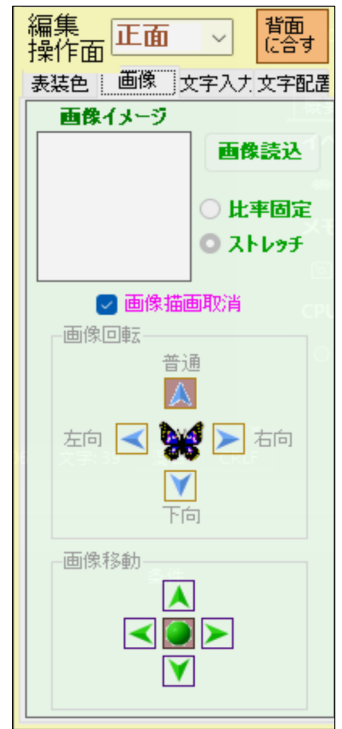 編集
操作面
正面
背面
に合す
表装色
画像
文字入力
文字配置
画像イメージ
画像読込
比率固定
ストレッチ
画像描画取消
画像回転
普通
左向
右向
下向
画像移動